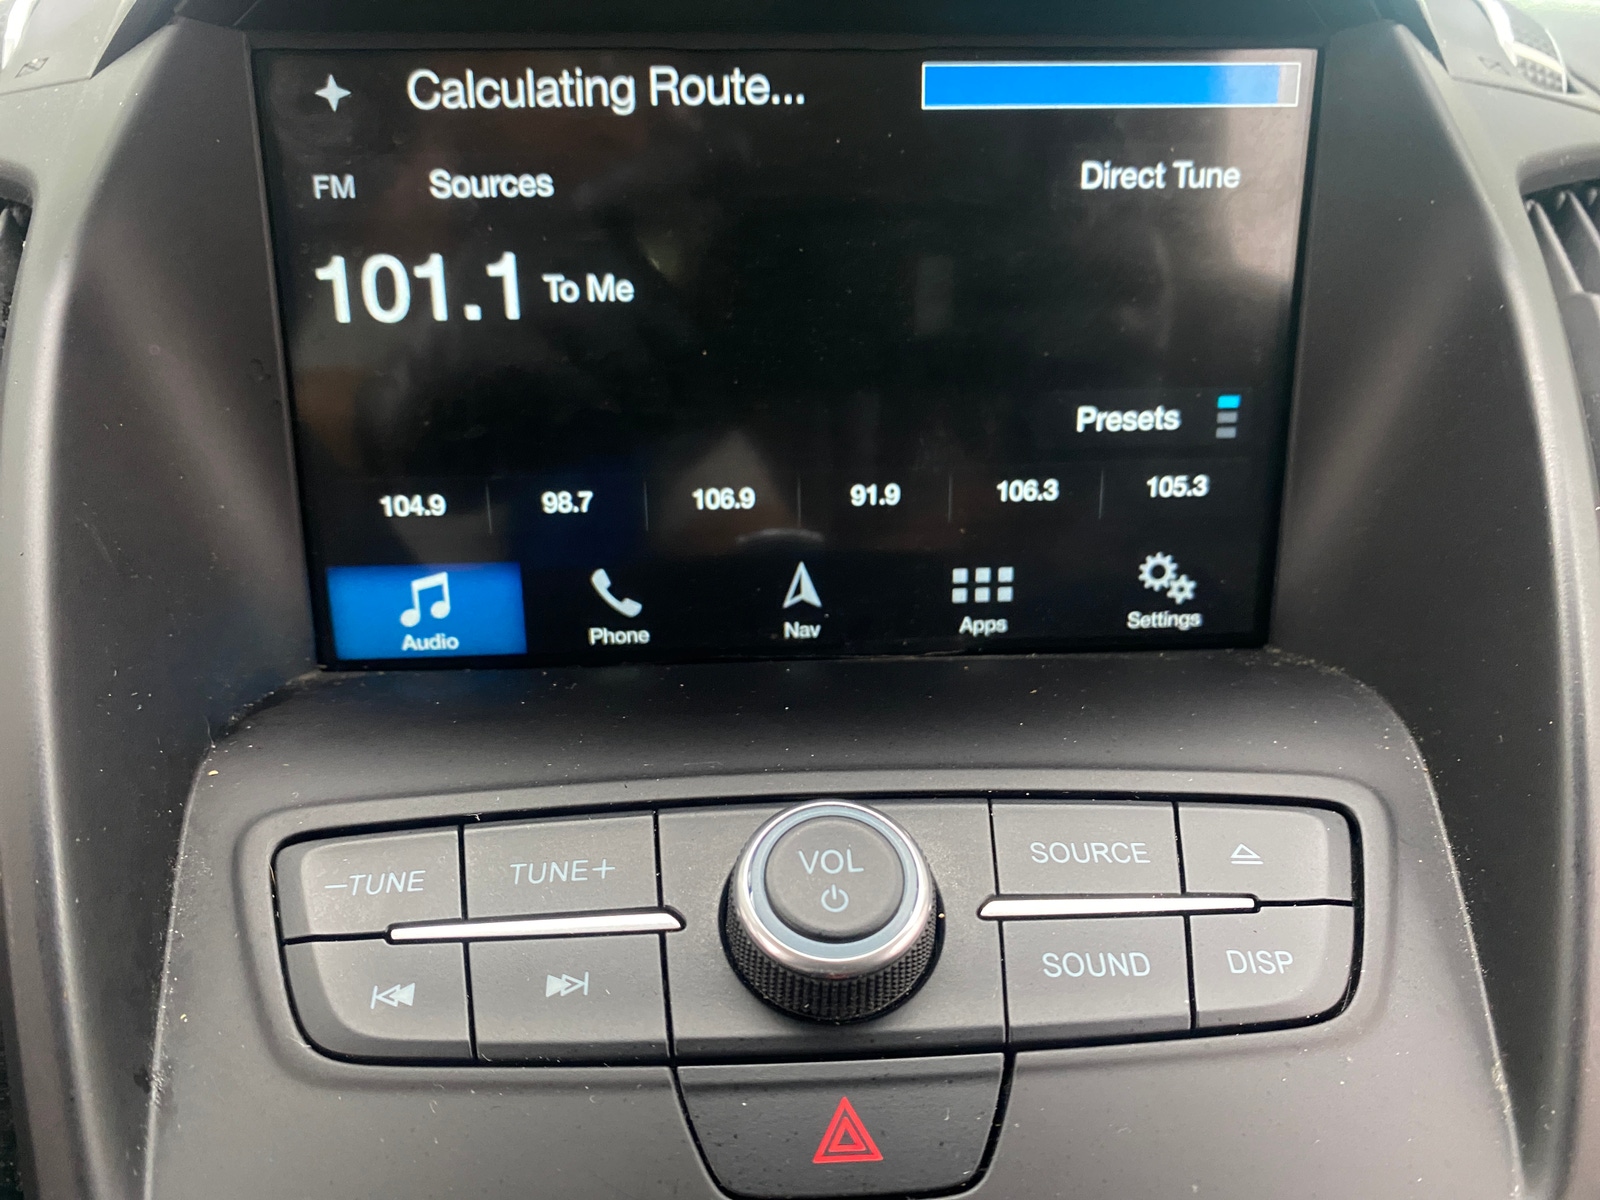 Calculating Route...
FM Sources Direct Tune
101.1 To Me
Presets
104.9 98.7 106.9 91.9 106.3 105.3
Audio Phone Nav Apps Settings
–TUNE TUNE+ VOL SOURCE
SOUND DISP